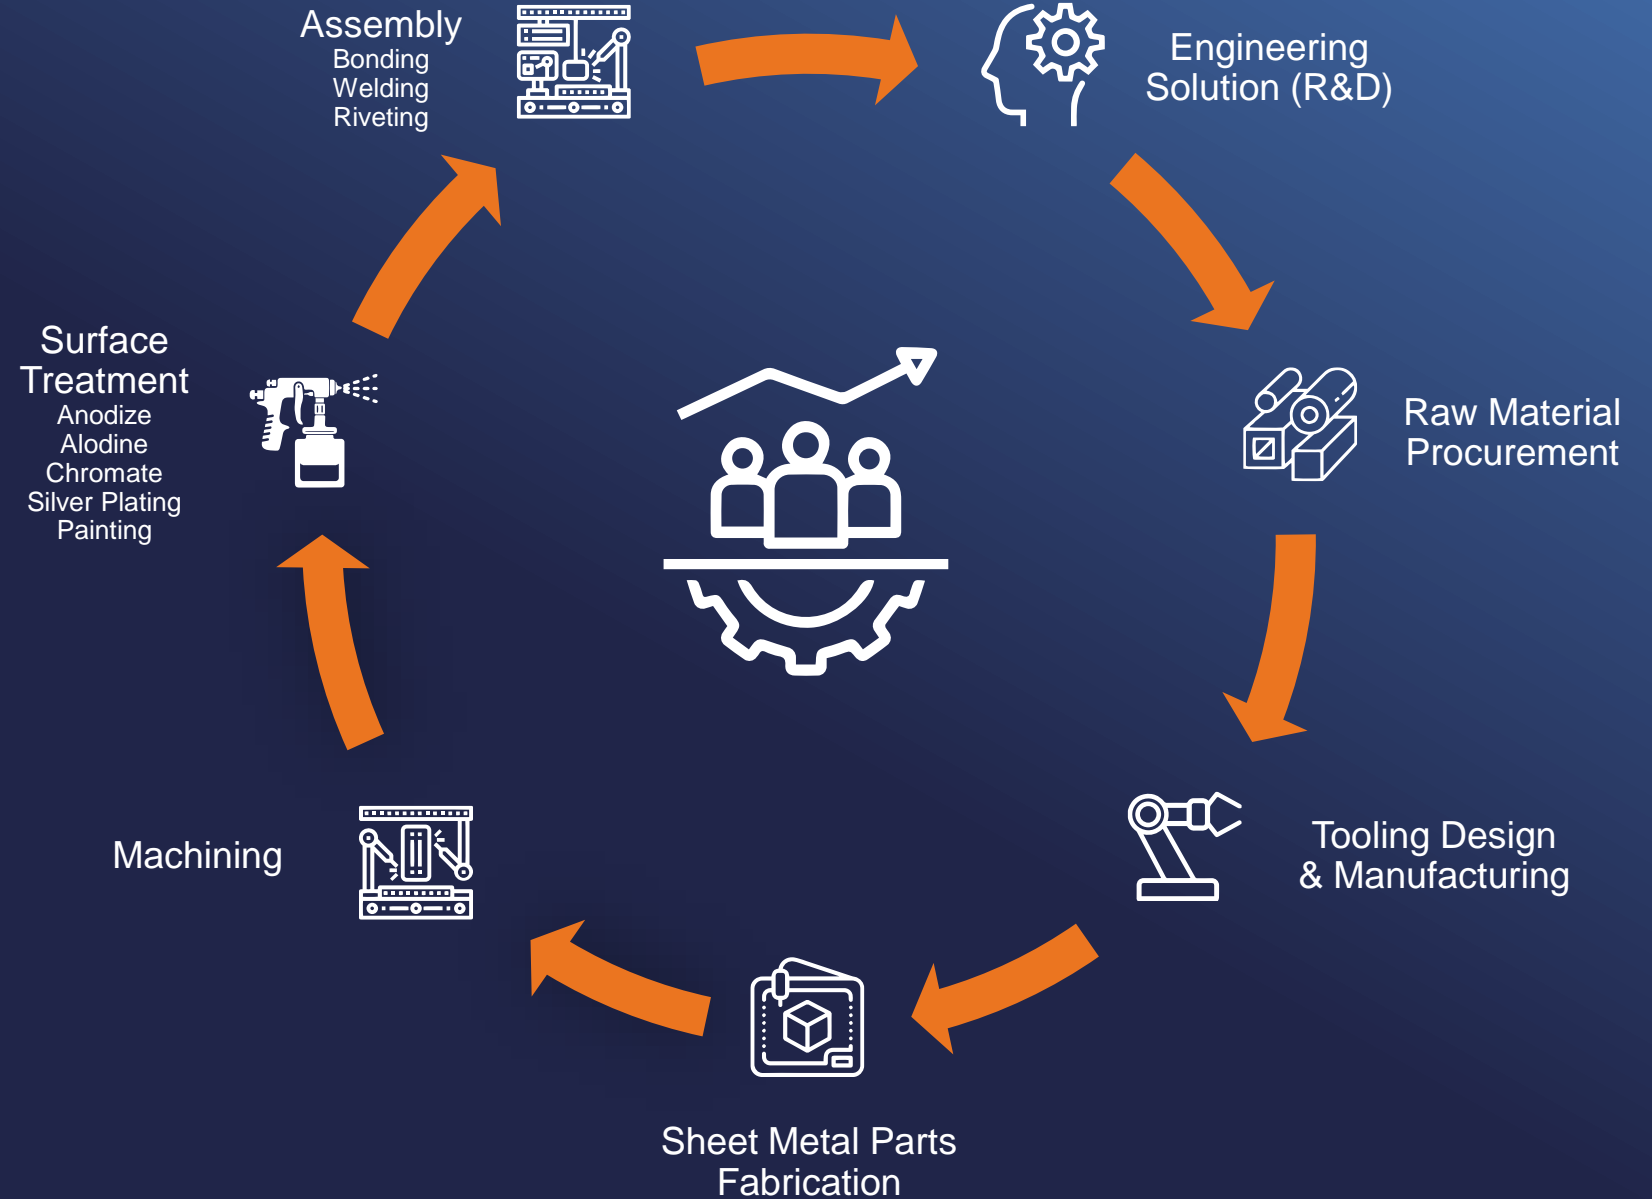 Assembly
Bonding
Welding
Riveting
Engineering
Solution (R&D)
Surface
Treatment
Anodize
Alodine
Chromate
Silver Plating
Painting
Raw Material
Procurement
Machining
Tooling Design
& Manufacturing
Sheet Metal Parts
Fabrication